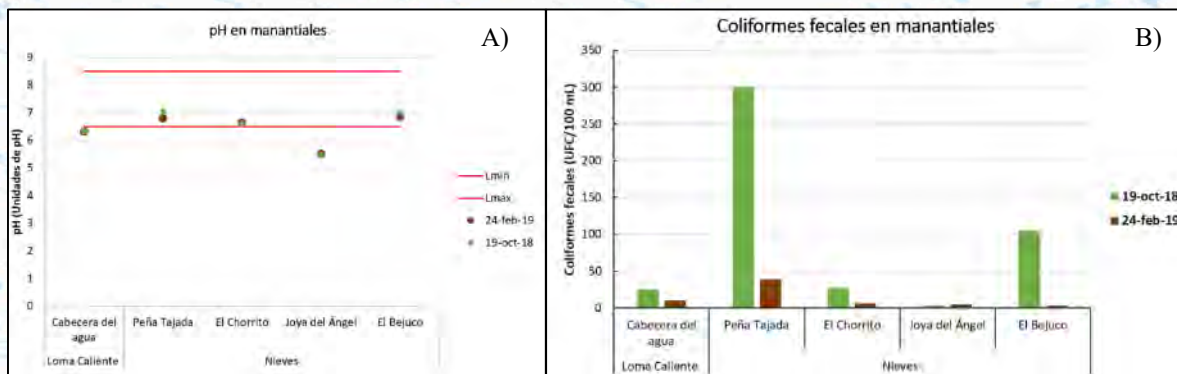 pH en manantiales
A)
9
8
7
6
5
4
3
2
1
0
pH (Unidades de pH)
Lmin
Lmax
24-feb-19
19-oct-18
Cabecera del agua
Peña Tajada
El Chorrito
Joya del Ángel
El Bejuco
Loma Caliente
Nieves
Coliformes fecales en manantiales
B)
350
300
250
200
150
100
50
0
Coliformes fecales (UFC/100 mL)
19-oct-18
24-feb-19
Cabecera del
agua
Peña Tajada
El Chorrito
Joya del Ángel
El Bejuco
Loma Caliente
Nieves